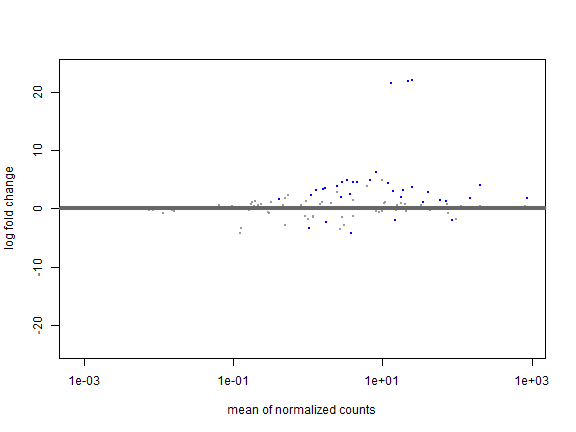 log fold change
20
10
0
-10
-20
1e-03
1e-01
1e+01
1e+03
mean of normalized counts